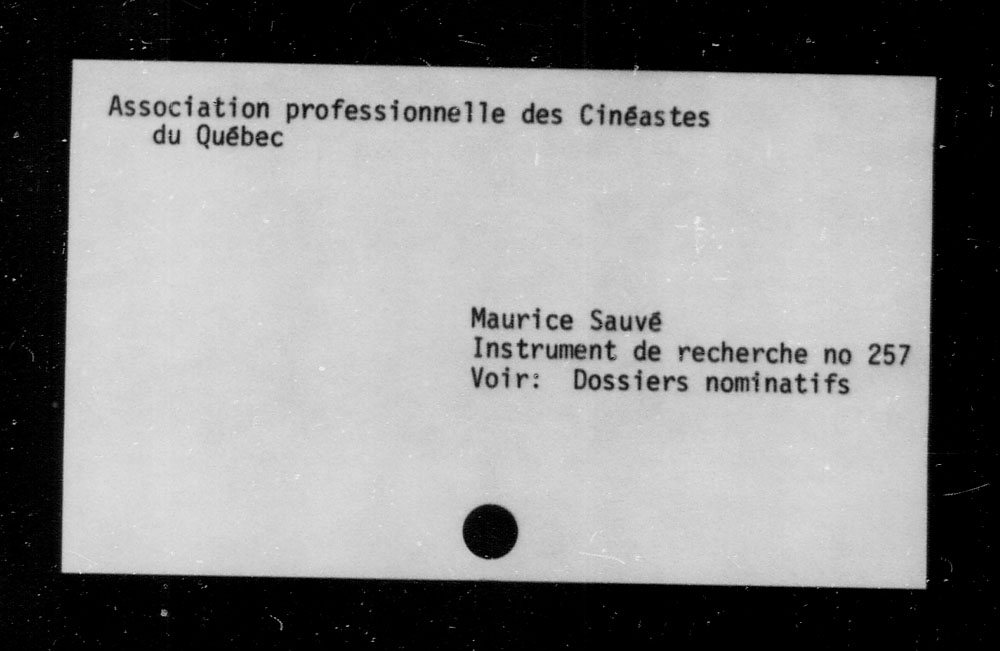 Association professionnelle des Cinéastes
du Québec
Maurice Sauvé
Instrument de recherche no 257
Voir: Dossiers nominatifs